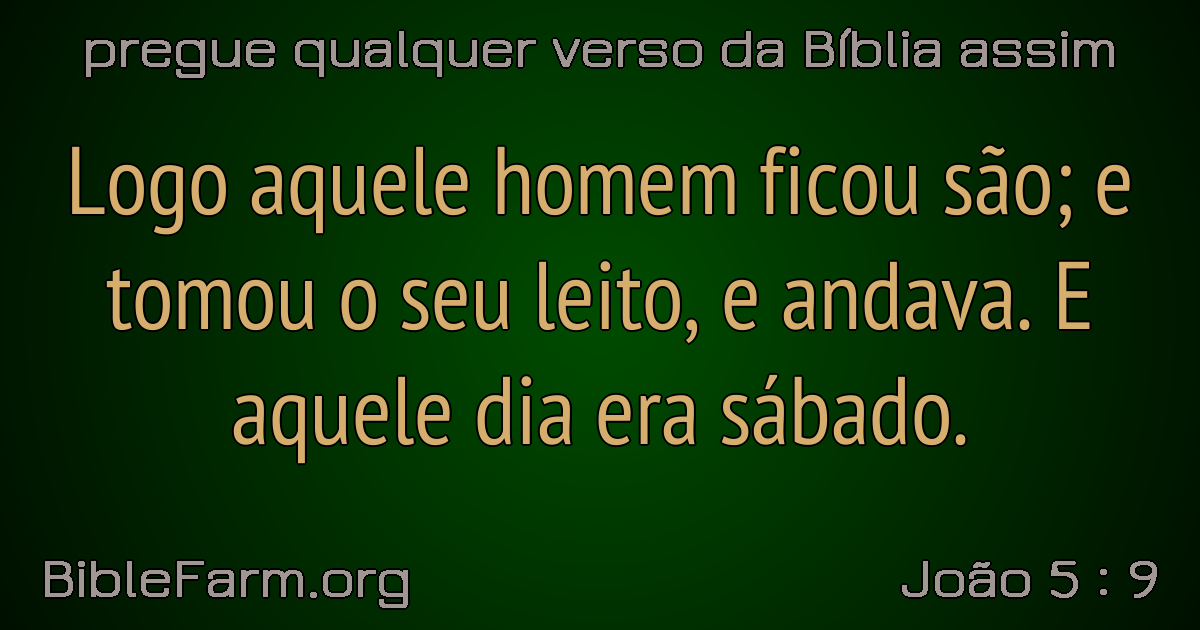 pregue qualquer verso da Bíblia assim
Logo aquele homem ficou são; e
tomou o seu leito, e andava. E
aquele dia era sábado.
BibleFarm.org
João 5 : 9